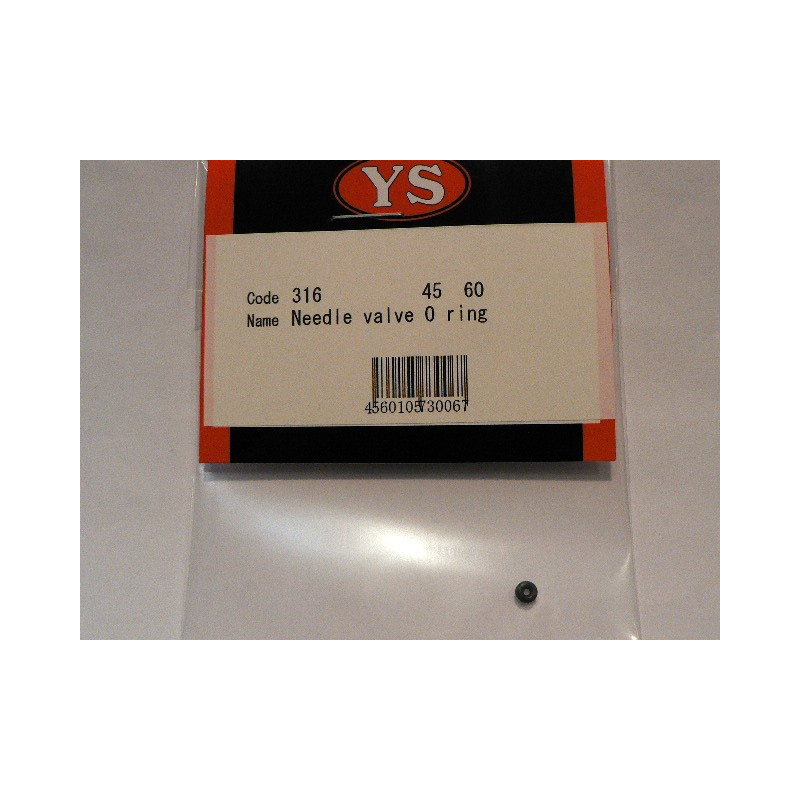 YS
Code 316 45 60
Name Needle valve O ring
4560105730067